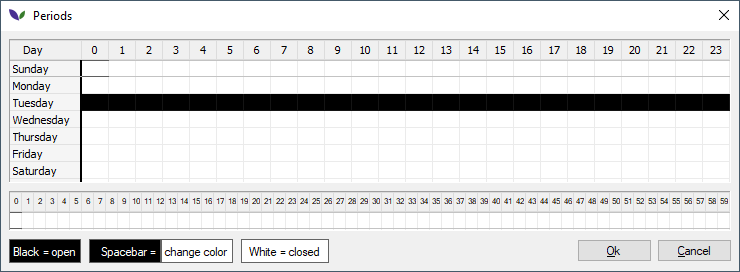 Periods
Day 0 1 2 3 4 5 6 7 8 9 10 11 12 13 14 15 16 17 18 19 20 21 22 23
Sunday
Monday
Tuesday
Wednesday
Thursday
Friday
Saturday
0 1 2 3 4 5 6 7 8 9 10 11 12 13 14 15 16 17 18 19 20 21 22 23 24 25 26 27 28 29 30 31 32 33 34 35 36 37 38 39 40 41 42 43 44 45 46 47 48 49 50 51 52 53 54 55 56 57 58 59
Black = open Spacebar = change color White = closed Ok Cancel